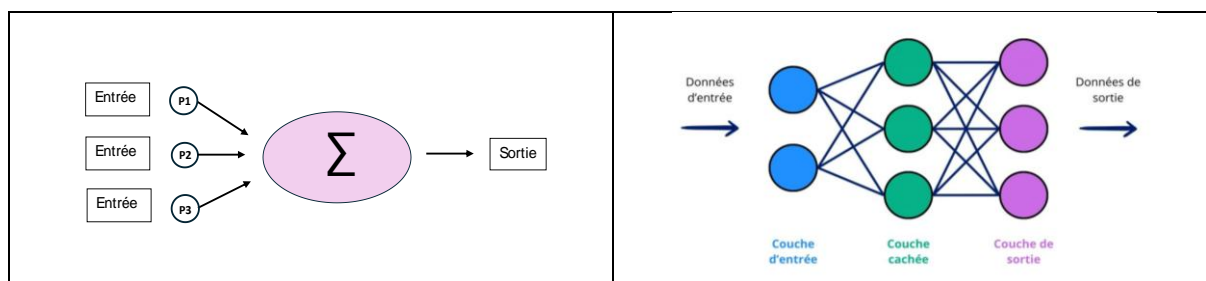 Entrée
P1
Entrée
P2
Σ
Sortie
Entrée
P3
Données
d'entrée
Données de
sortie
Couche
d'entrée
Couche
cachée
Couche de
sortie